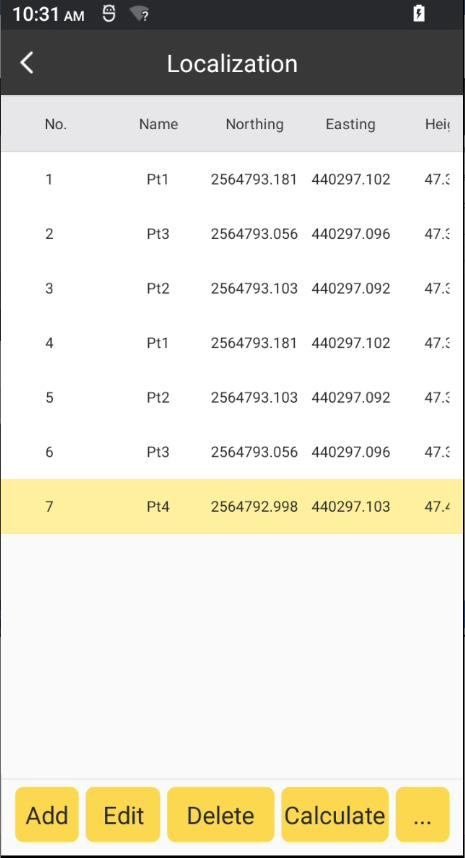 10:31 AM
Localization
No. Name Northing Easting
1 Pt1 2564793.181 440297.102 47.3
2 Pt3 2564793.056 440297.096 47.3
3 Pt2 2564793.103 440297.092 47.3
4 Pt1 2564793.181 440297.102 47.3
5 Pt2 2564793.103 440297.092 47.3
6 Pt3 2564793.056 440297.096 47.3
7 Pt4 2564792.998 440297.103 47.4
Add Edit Delete Calculate ...